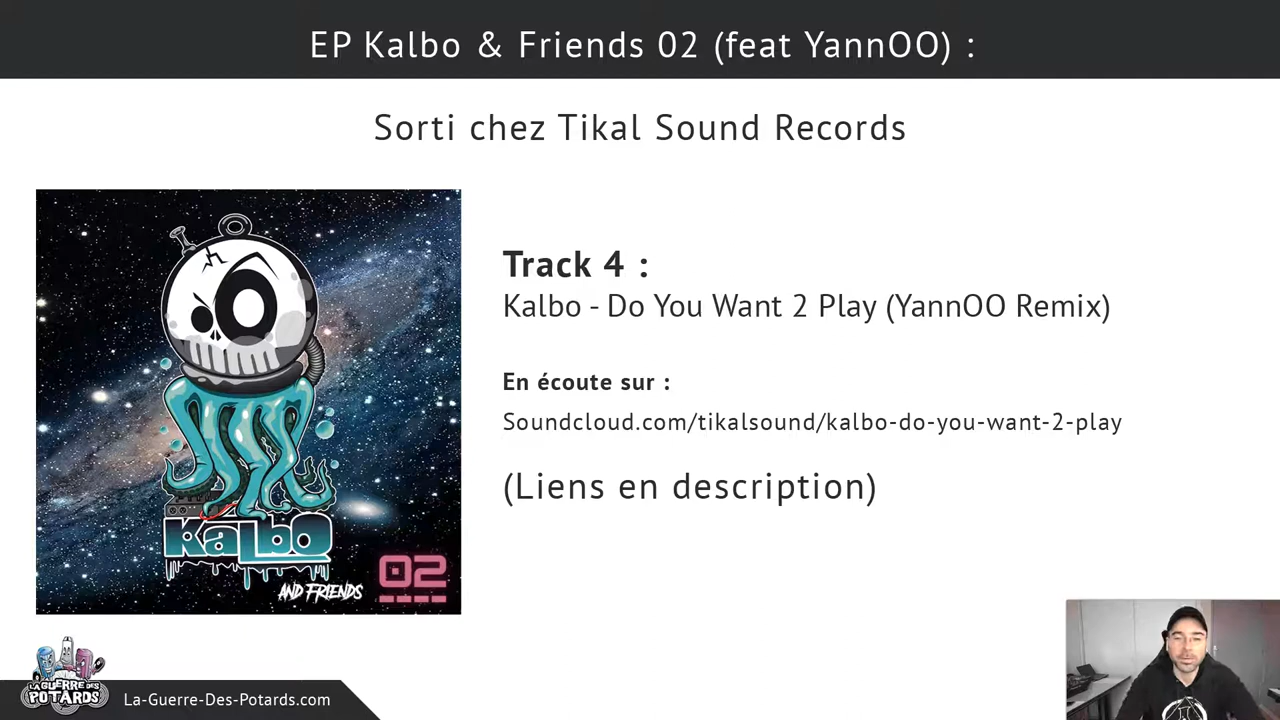 EP Kalbo & Friends 02 (feat YannOO) :
Sorti chez Tikal Sound Records
Track 4 :
Kalbo - Do You Want 2 Play (YannOO Remix)
En écoute sur :
Soundcloud.com/tikalsound/kalbo-do-you-want-2-play
(Liens en description)
KalbO
AND FRIENDS
02
LA GUERRE DES
POTARDS
La-Guerre-Des-Potards.com